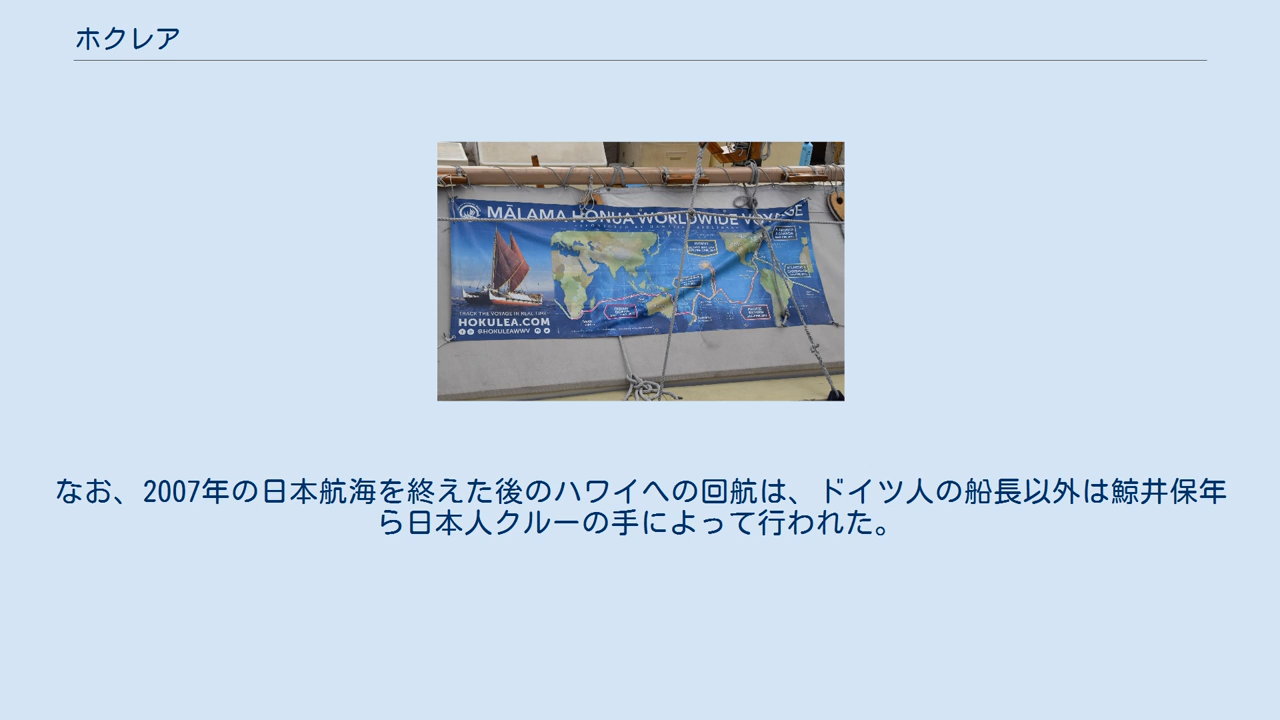 ホクレア
MĀLAMA HONUA WORLDWIDE VOYAGE
TRACK THE VOYAGE IN REAL TIME
HOKULEA.COM
@HOKULEAWWV
なお、2007年の日本航海を終えた後のハワイへの回航は、ドイツ人の船長以外は鯨井保年
ら日本人クルーの手によって行われた。